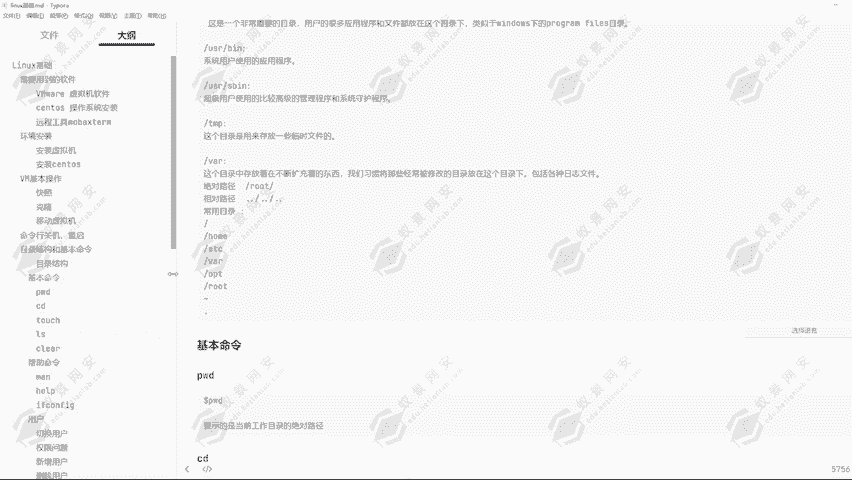 linux基础.md - Typora
文件(F) 编辑(E) 段落(P) 格式(O) 视图(V) 主题(T) 帮助(H)
文件 大纲
Linux基础
需要用到的软件
VMware 虚拟机软件
centos 操作系统安装
远程工具mobaxterm
环境安装
安装虚拟机
安装centos
VM基本操作
快照
克隆
移动虚拟机
命令行关机、重启
目录结构和基本命令
目录结构
基本命令
pwd
cd
touch
ls
clear
帮助命令
man
help
ifconfig
用户
切换用户
权限问题
新增用户
删除用户
这是一个非常重要的目录，用户的很多应用程序和文件都放在这个目录下，类似于windows下的program files目录。
/usr/bin:
系统用户使用的应用程序。
/usr/sbin:
超级用户使用的比较高级的管理程序和系统守护程序。
/tmp:
这个目录是用来存放一些临时文件的。
/var:
这个目录中存放着在不断扩充着的东西，我们习惯将那些经常被修改的目录放在这个目录下。包括各种日志文件。
绝对路径 /root/
相对路径 ../../..
常用目录 :
/
/home
/etc
/var
/opt
/root
~
.
基本命令
pwd
$pwd
显示的是当前工作目录的绝对路径
cd
5756
蚁景网安
edu.hetianlab.com